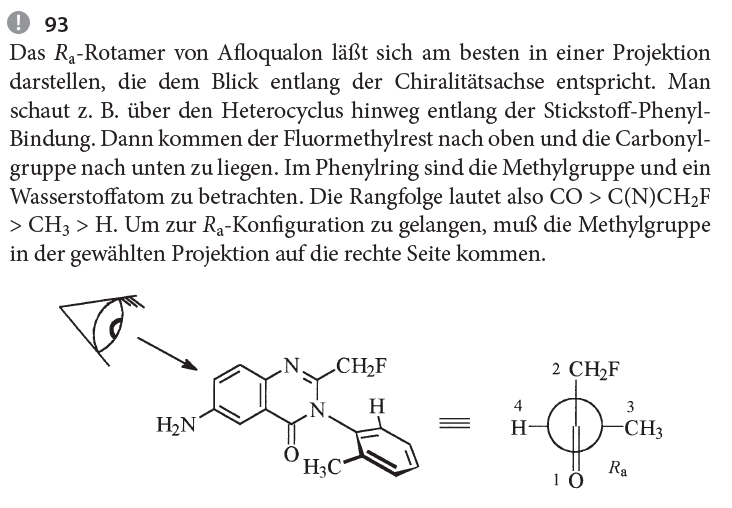 ! 93
Das Ra-Rotamer von Afloqualon läßt sich am besten in einer Projektion
darstellen, die dem Blick entlang der Chiralitätsachse entspricht. Man
schaut z. B. über den Heterocyclus hinweg entlang der Stickstoff-Phenyl-
Bindung. Dann kommen der Fluormethylrest nach oben und die Carbonyl-
gruppe nach unten zu liegen. Im Phenylring sind die Methylgruppe und ein
Wasserstoffatom zu betrachten. Die Rangfolge lautet also CO > C(N)CH₂F
> CH₃ > H. Um zur Ra-Konfiguration zu gelangen, muß die Methylgruppe
in der gewählten Projektion auf die rechte Seite kommen.
N CH₂F
N H
H₂N
O H₃C
2 CH₂F
4 3
H CH₃
1 O Ra